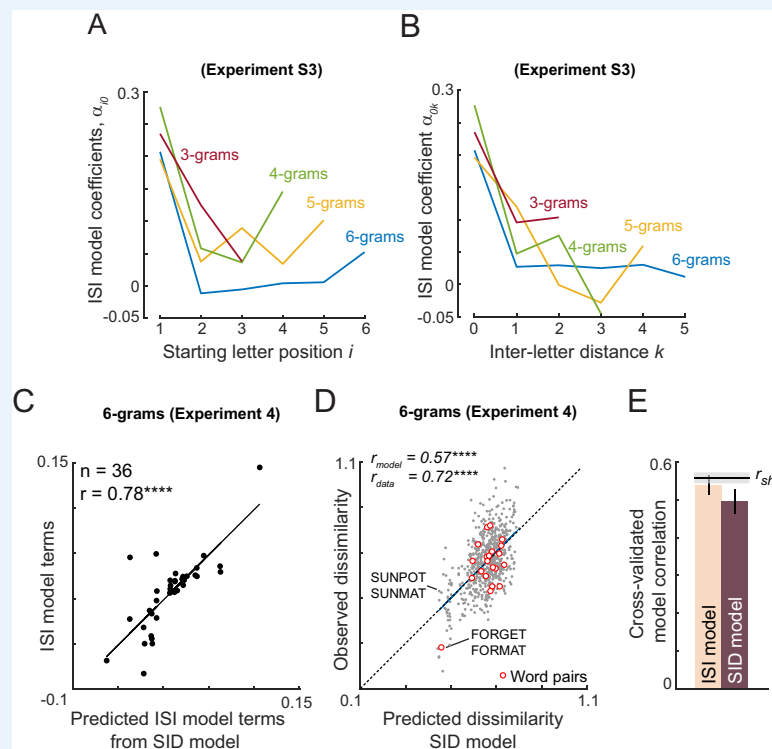 A
(Experiment S3)
0.3
0
-0.05
ISI model coefficients, αi0
3-grams
4-grams
5-grams
6-grams
1 2 3 4 5 6
Starting letter position i
B
(Experiment S3)
0.3
0
-0.05
ISI model coefficient α0k
3-grams
4-grams
5-grams
6-grams
0 1 2 3 4 5
Inter-letter distance k
C
6-grams (Experiment 4)
0.15
n = 36
r = 0.78****
ISI model terms
-0.1
0.15
Predicted ISI model terms
from SID model
D
6-grams (Experiment 4)
1.1
rmodel = 0.57****
rdata = 0.72****
Observed dissimilarity
SUNPOT
SUNMAT
FORGET
FORMAT
Word pairs
0.1
1.1
Predicted dissimilarity
SID model
E
0.6
rsh
Cross-validated
model correlation
ISI model
SID model
0